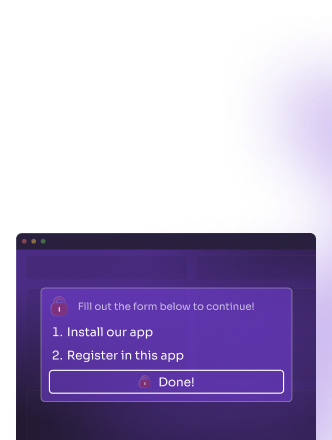 Fill out the form below to continue!
1. Install our app
2. Register in this app
Done!